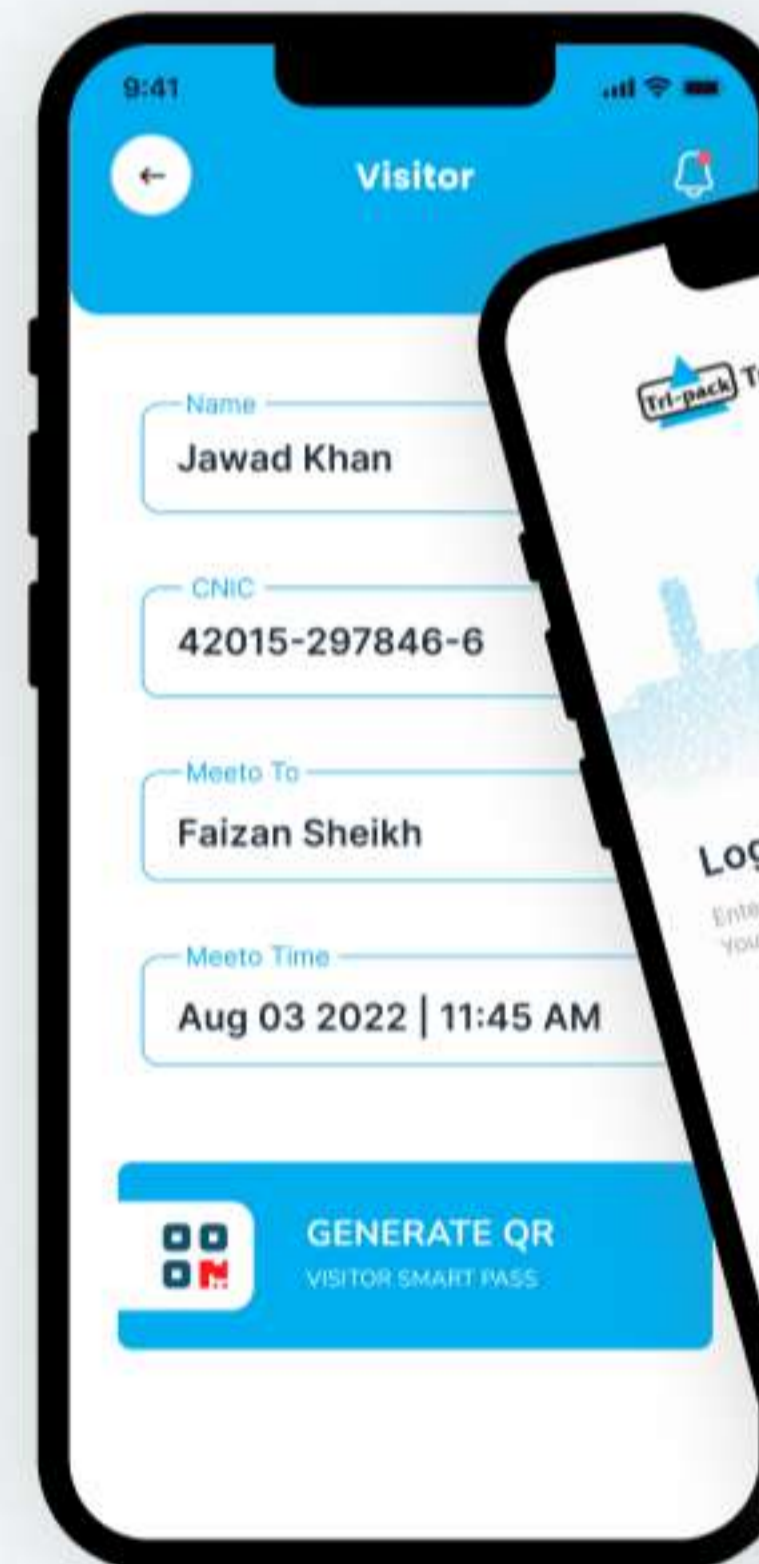 9:41
Visitor
Name
Jawad Khan
CNIC
42015-297846-6
Meeto To
Faizan Sheikh
Meeto Time
Aug 03 2022 | 11:45 AM
GENERATE QR
VISITOR SMART PASS
Tri-pack